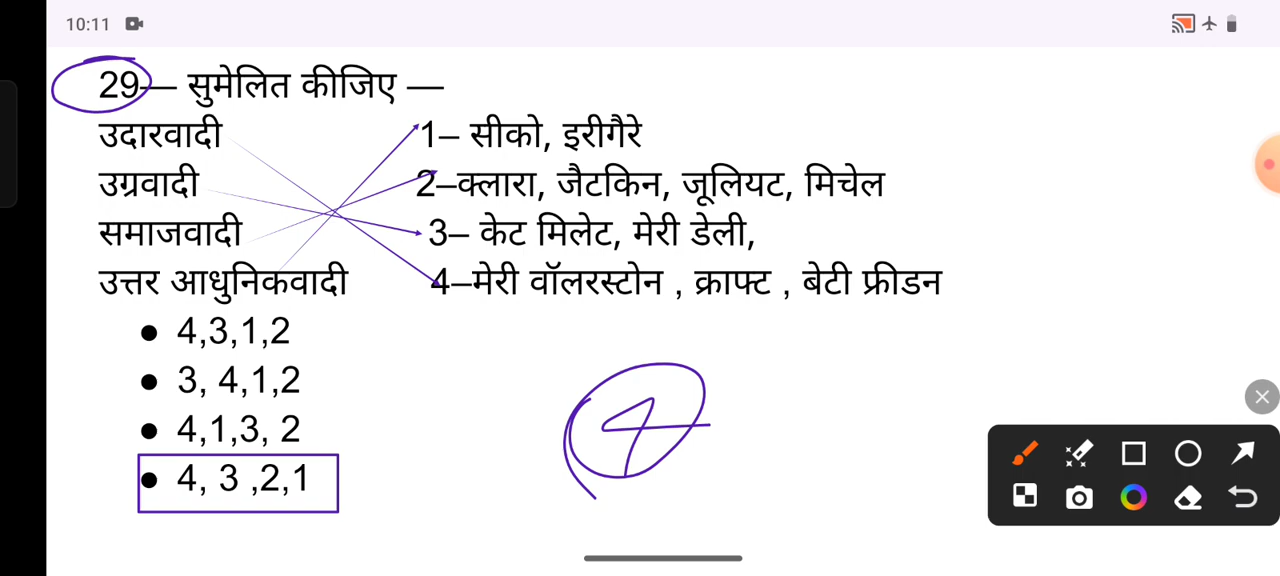 10:11
29— सुमेलित कीजिए —
उदारवादी 1– सीको, इरीगैरे
उग्रवादी 2–क्लारा, जैटकिन, जूलियट, मिचेल
समाजवादी 3– केट मिलेट, मेरी डेली,
उत्तर आधुनिकवादी 4–मेरी वॉलरस्टोन , क्राफ्ट , बेटी फ्रीडन
● 4,3,1,2
● 3, 4,1,2
● 4,1,3, 2
● 4, 3 ,2,1
4